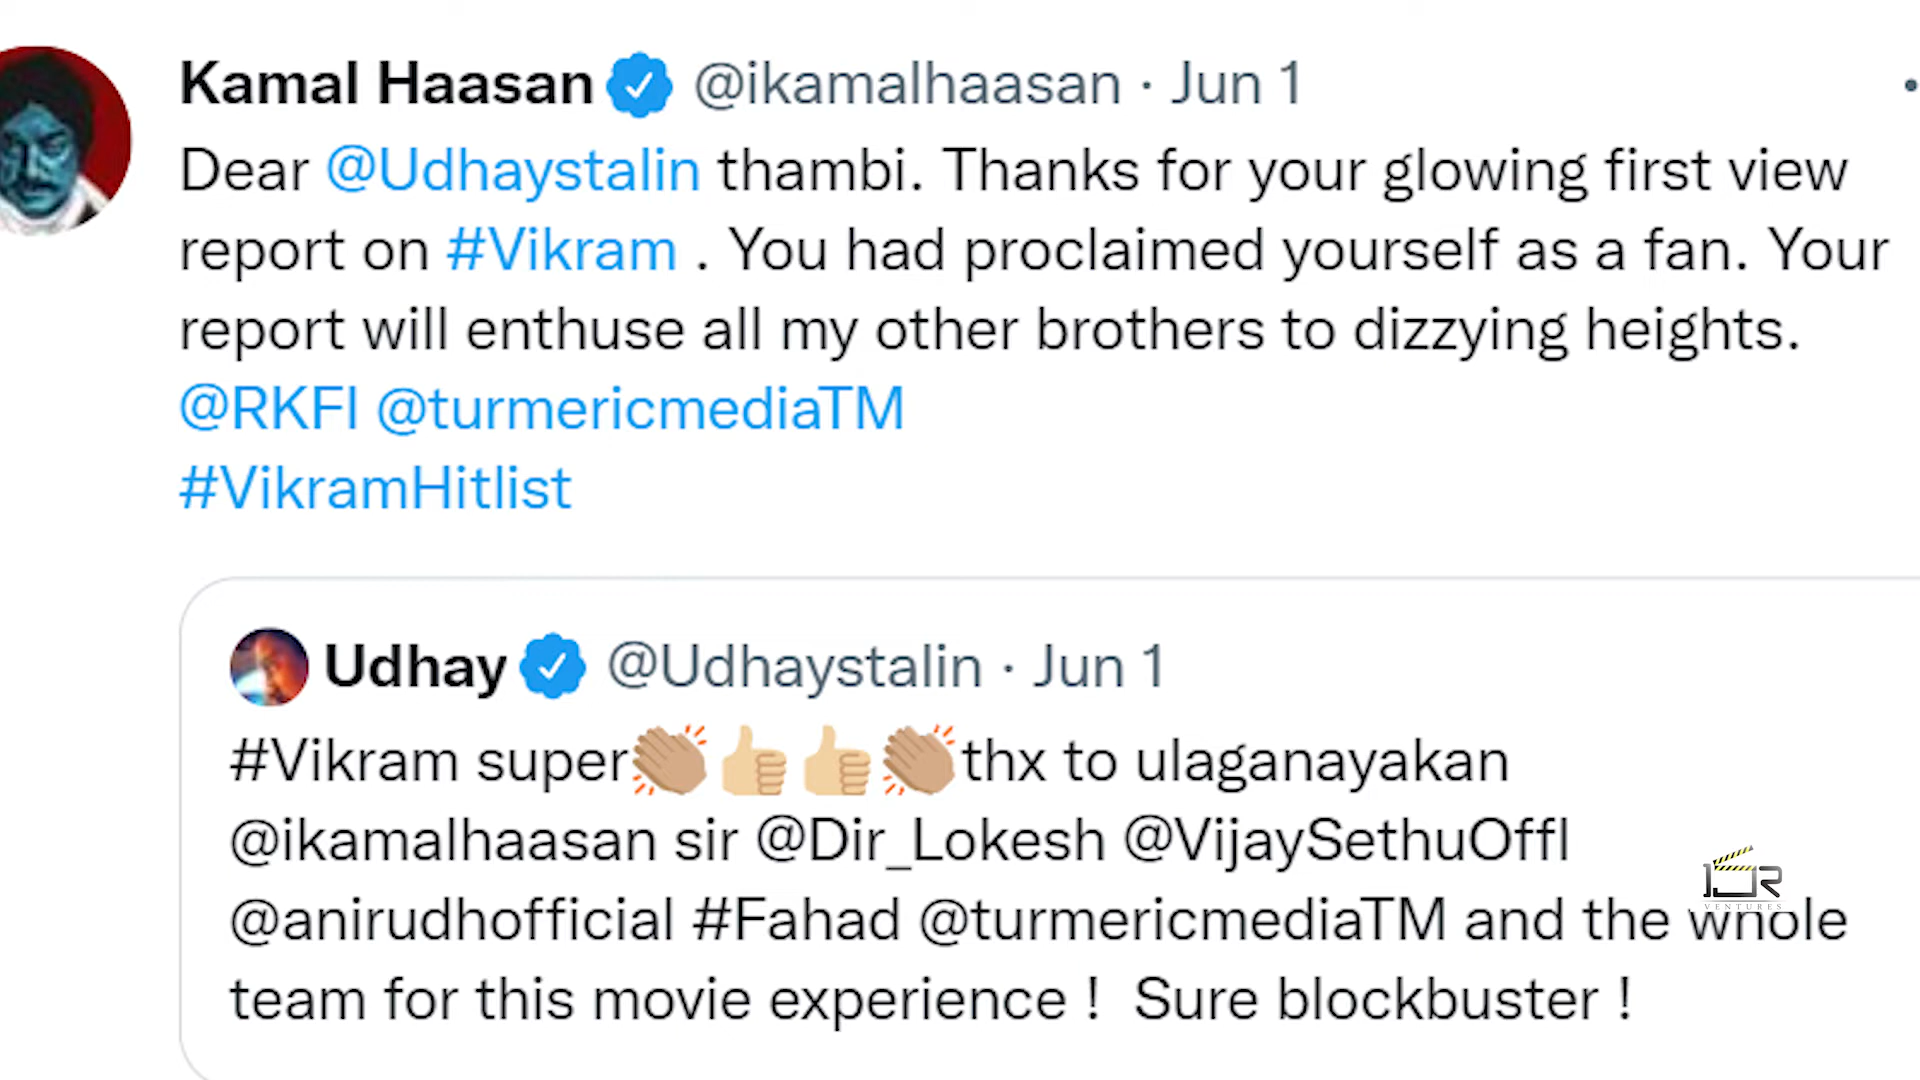 Kamal Haasan @ikamalhaasan · Jun 1
Dear @Udhaystalin thambi. Thanks for your glowing first view
report on #Vikram . You had proclaimed yourself as a fan. Your
report will enthuse all my other brothers to dizzying heights.
@RKFI @turmericmediaTM
#VikramHitlist
Udhay @Udhaystalin · Jun 1
#Vikram super👏🏽👍🏼👍🏼👏🏽thx to ulaganayakan
@ikamalhaasan sir @Dir_Lokesh @VijaySethuOffl
@anirudhofficial #Fahad @turmericmediaTM and the whole
team for this movie experience ! Sure blockbuster !
VENTURES